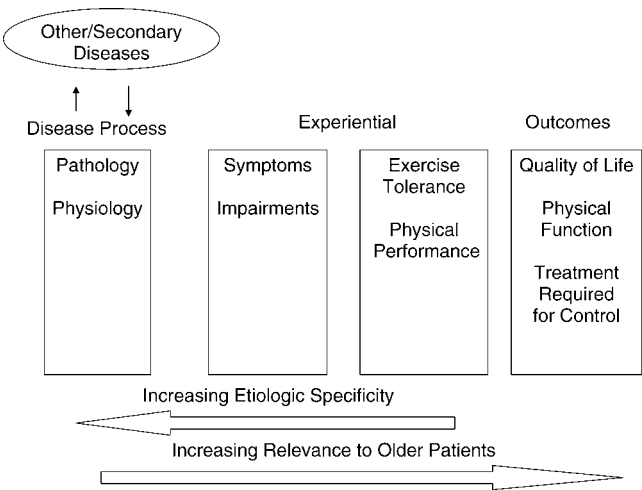 Other/Secondary
Diseases
Disease Process
Experiential
Outcomes
Pathology
Physiology
Symptoms
Impairments
Exercise
Tolerance
Physical
Performance
Quality of Life
Physical
Function
Treatment
Required
for Control
Increasing Etiologic Specificity
Increasing Relevance to Older Patients